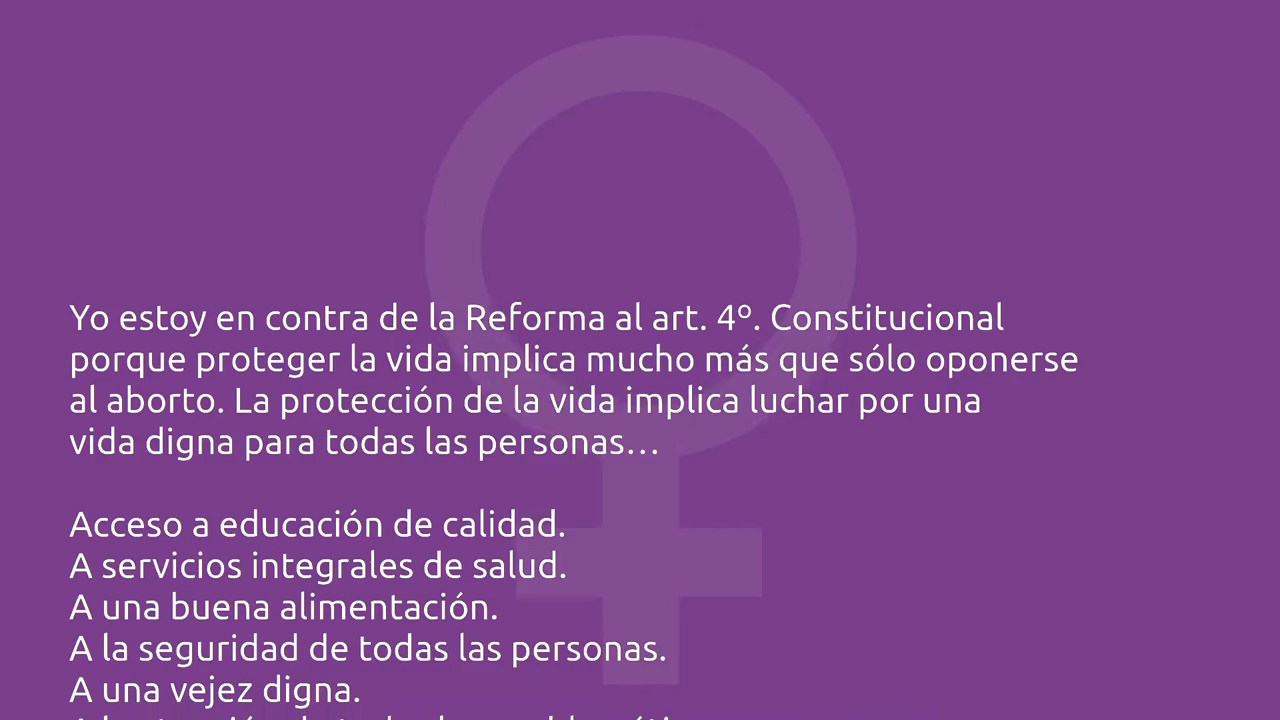 Yo estoy en contra de la Reforma al art. 4º. Constitucional
porque proteger la vida implica mucho más que sólo oponerse
al aborto. La protección de la vida implica luchar por una
vida digna para todas las personas…
Acceso a educación de calidad.
A servicios integrales de salud.
A una buena alimentación.
A la seguridad de todas las personas.
A una vejez digna.